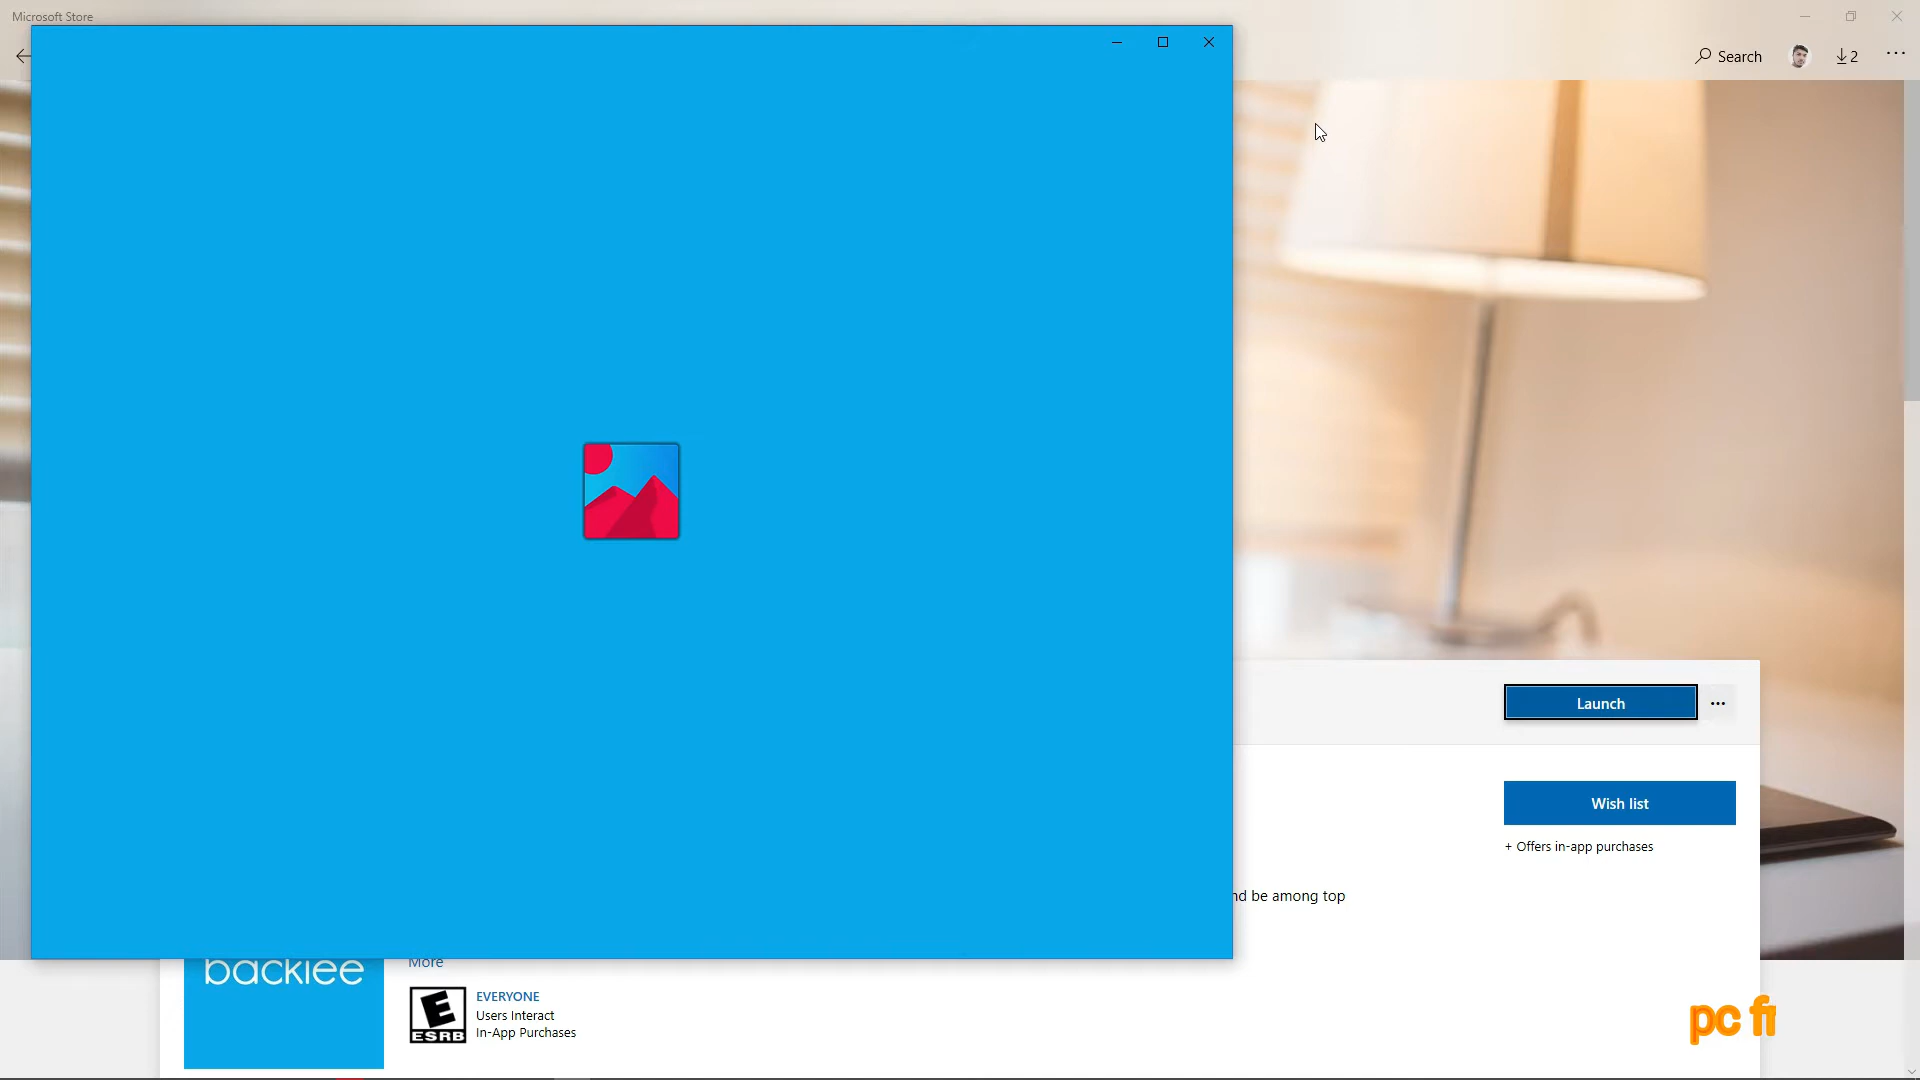 Microsoft Store
Search
2
Launch
Wish list
+ Offers in-app purchases
nd be among top
More
backiee
EVERYONE
Users Interact
In-App Purchases
E
ESRB
pc fi